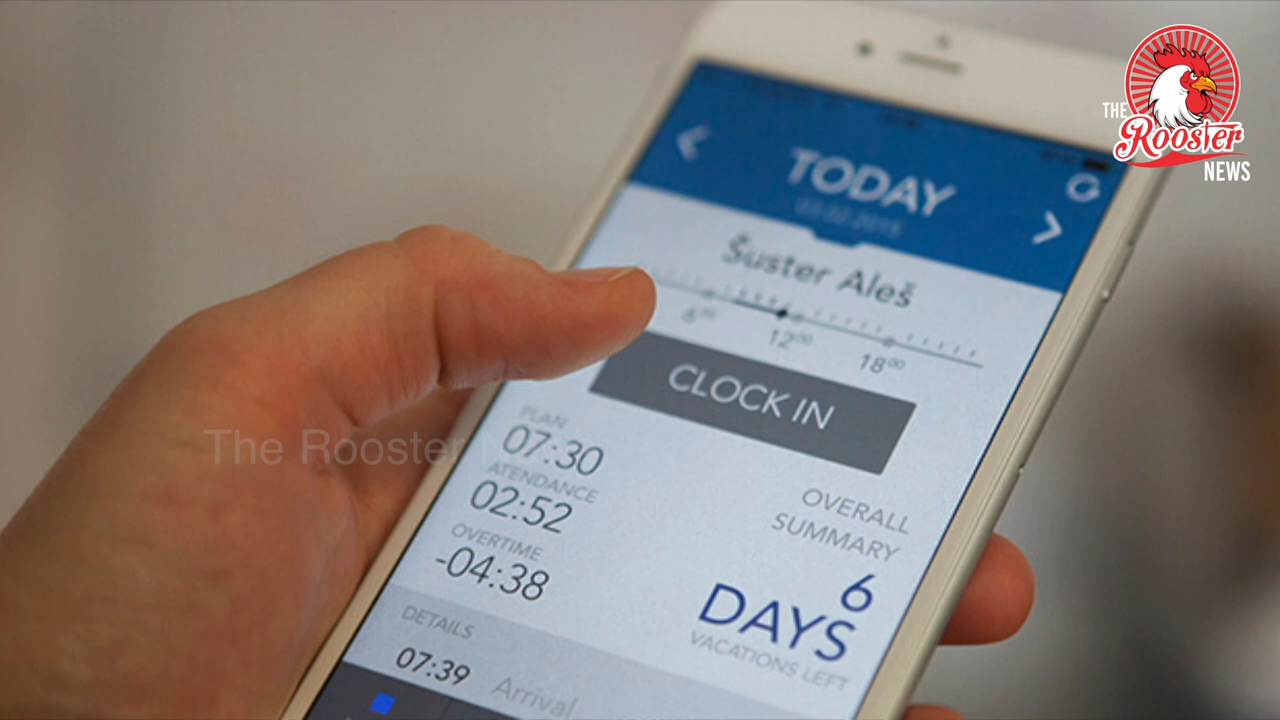 THE
Rooster
NEWS
TODAY
Šuster Aleš
6⁰⁰
12⁰⁰
18⁰⁰
CLOCK IN
PLAN
07:30
ATENDANCE
02:52
OVERTIME
-04:38
OVERALL
SUMMARY
6
DAYS
VACATIONS LEFT
The Rooster
DETAILS
07:39 Arrival